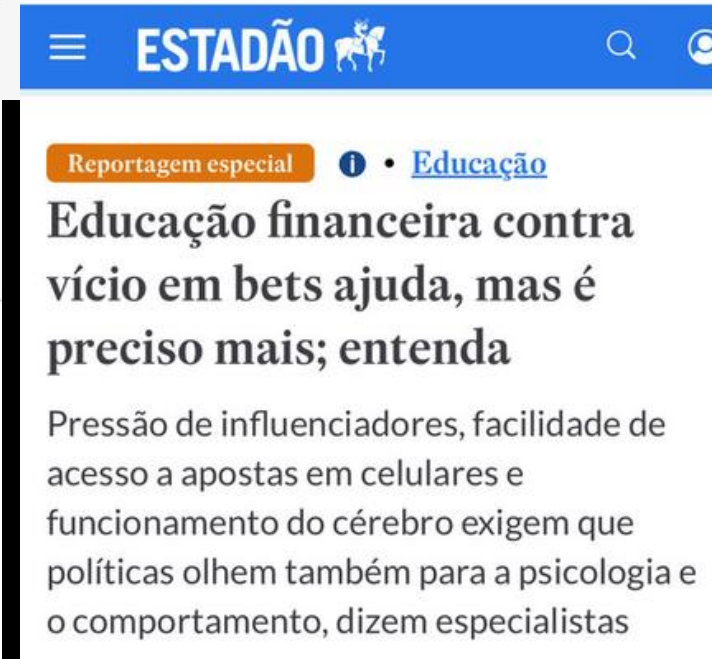 ESTADÃO
Reportagem especial i • Educação
Educação financeira contra
vício em bets ajuda, mas é
preciso mais; entenda
Pressão de influenciadores, facilidade de
acesso a apostas em celulares e
funcionamento do cérebro exigem que
políticas olhem também para a psicologia e
o comportamento, dizem especialistas